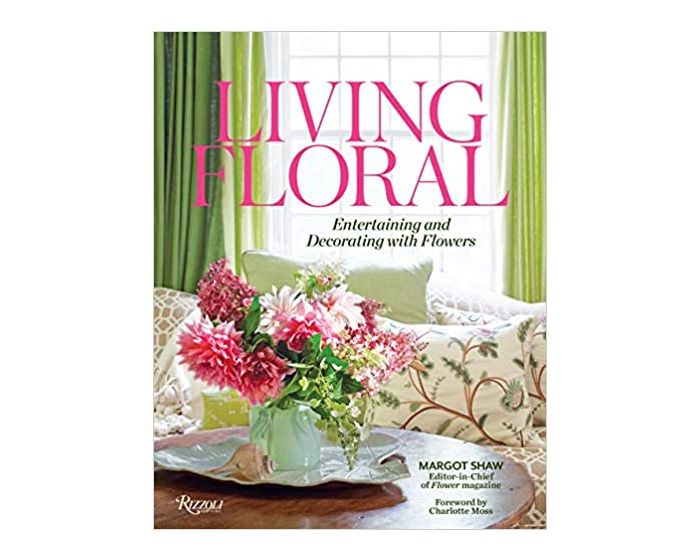 LIVING
FLORAL
Entertaining and
Decorating with Flowers
MARGOT SHAW
Editor-in-Chief
of Flower magazine
Foreword by
Charlotte Moss
RIZZOLI